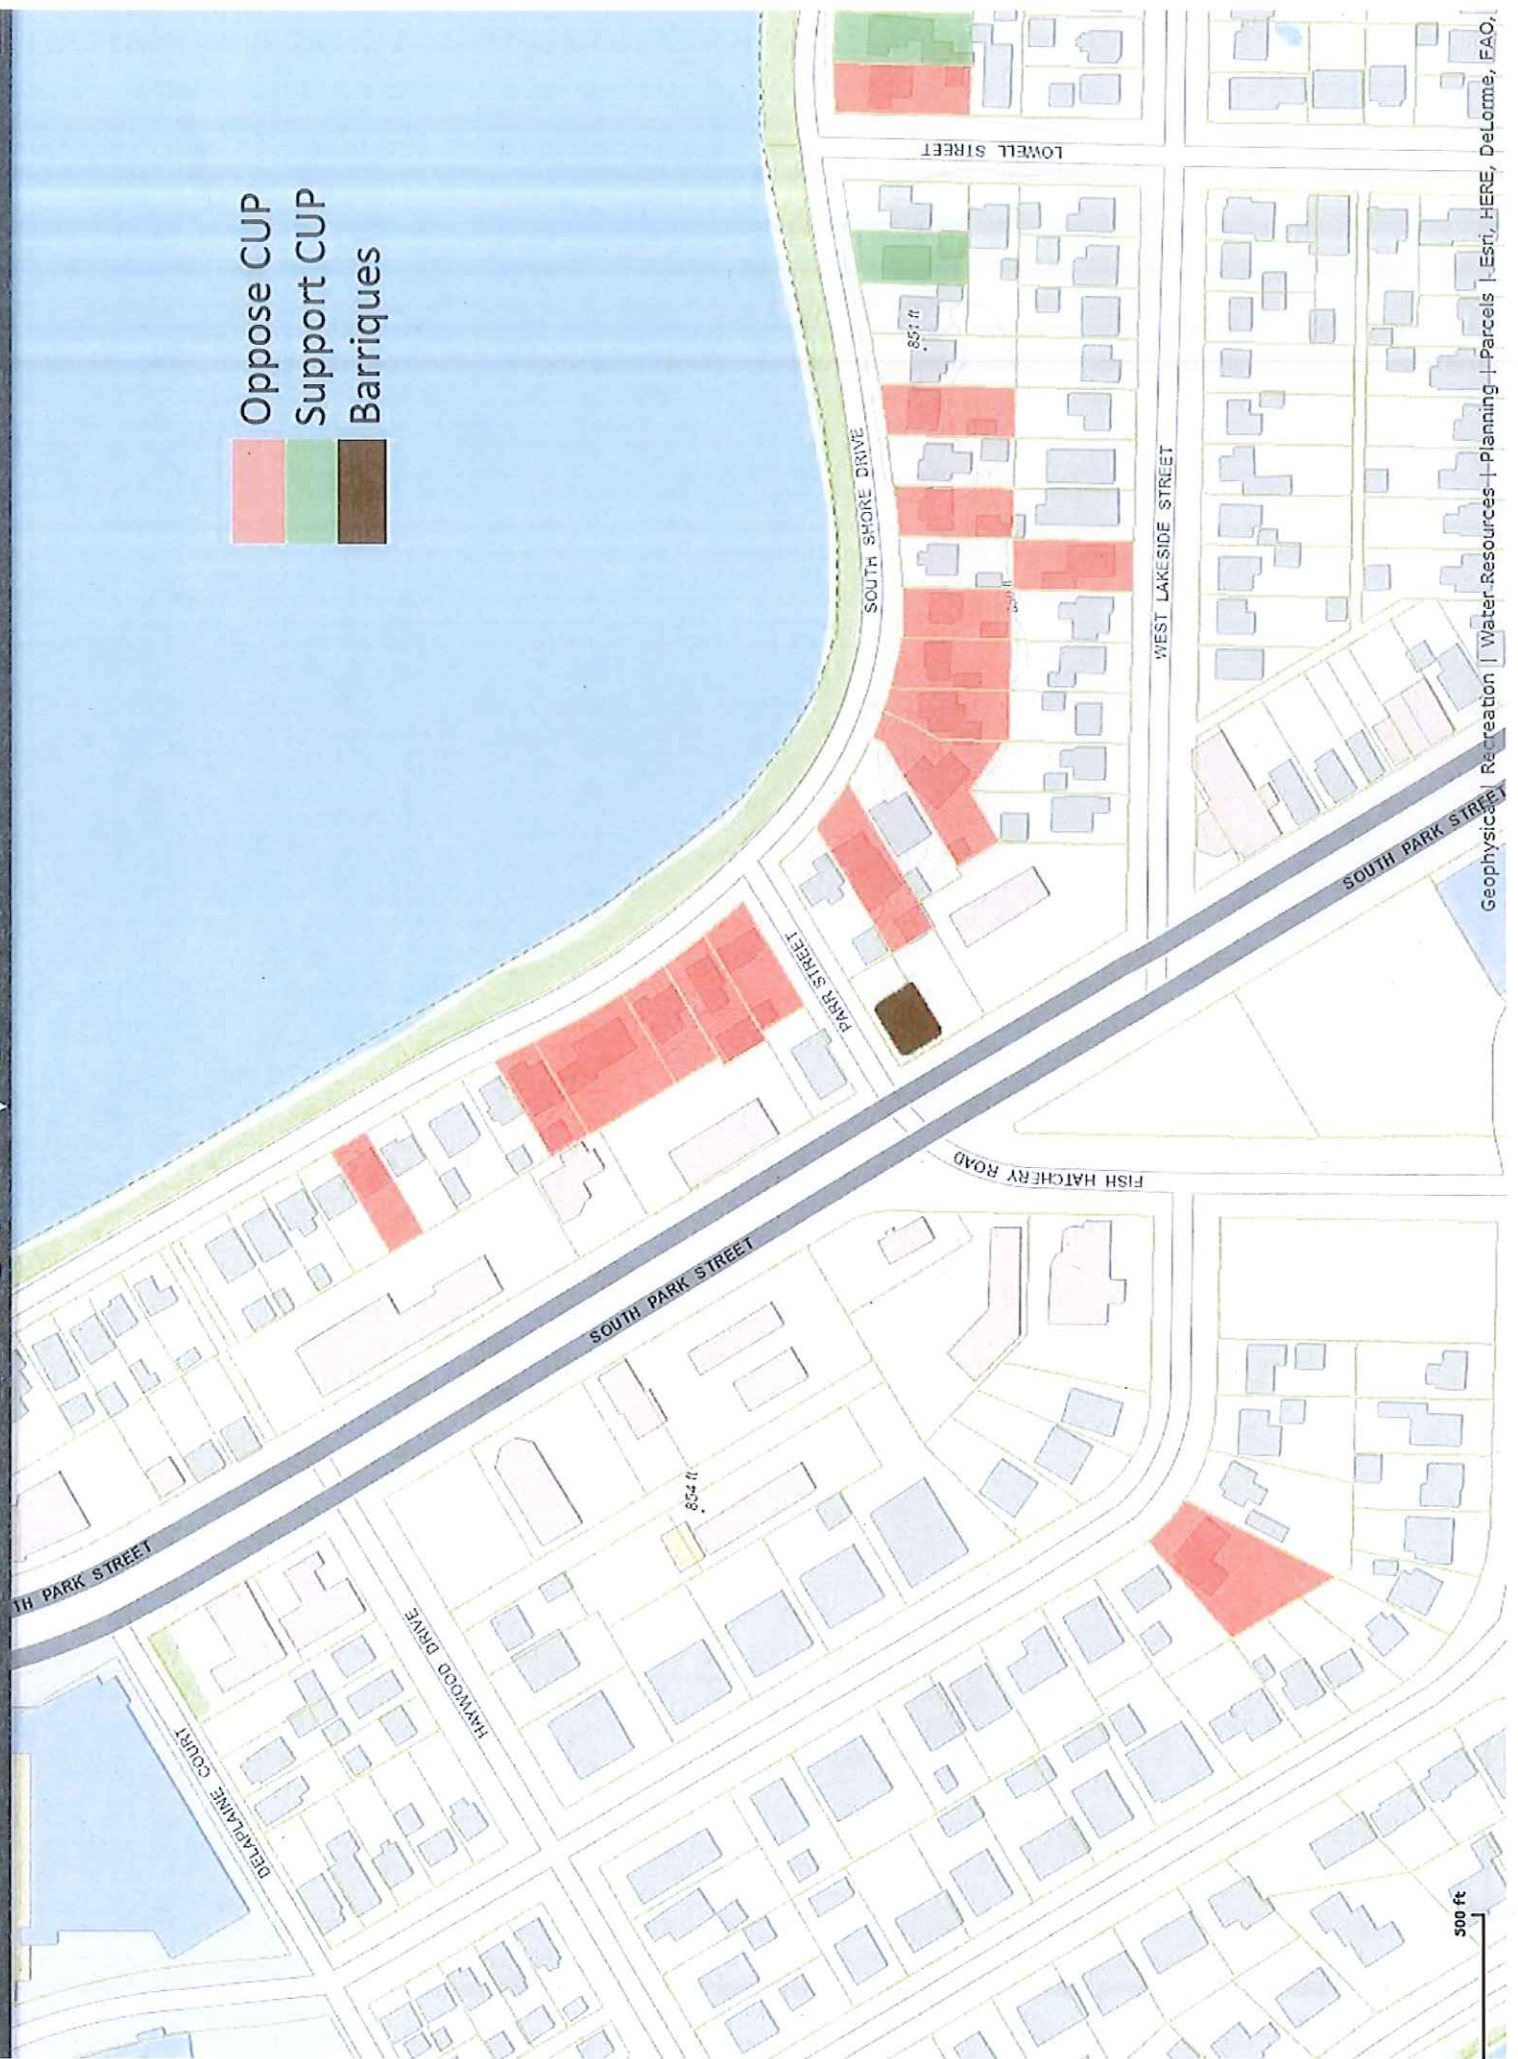 Oppose CUP
Support CUP
Barriques
LOWELL STREET
851 ft
SOUTH SHORE DRIVE
WEST LAKESIDE STREET
PARR STREET
SOUTH PARK STREET
FISH HATCHERY ROAD
SOUTH PARK STREET
854 ft
TH PARK STREET
HAYWOOD DRIVE
DELAPLAINE COURT
500 ft
Geophysical | Recreation | Water Resources | Planning | Parcels | Esri, HERE, DeLorme, FAO,